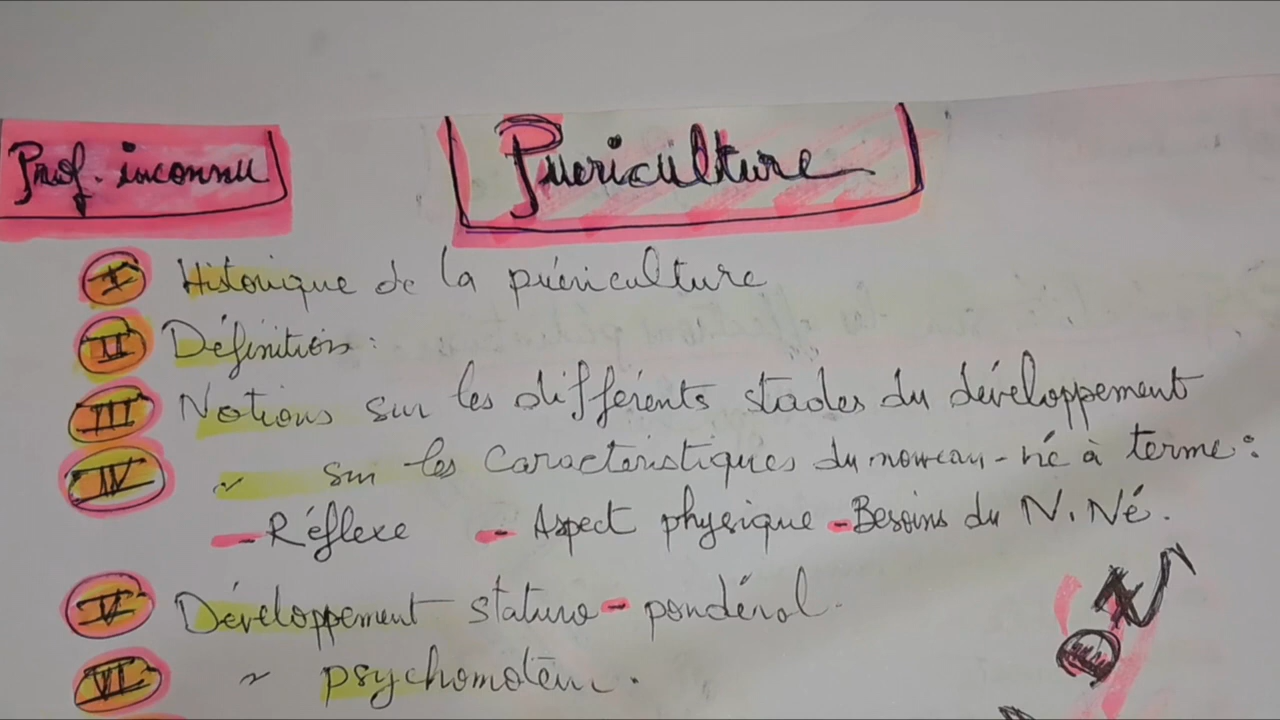 Prof. inconnu
Puericulture
I Historique de la puériculture
II Définition :
III Notions sur les différents stades du développement
IV " sur les caractéristiques du nouveau-né à terme :
- Réflexe - Aspect physique - Besoins du N. Né.
V Développement staturo-pondéral.
VI " psychomoteur.